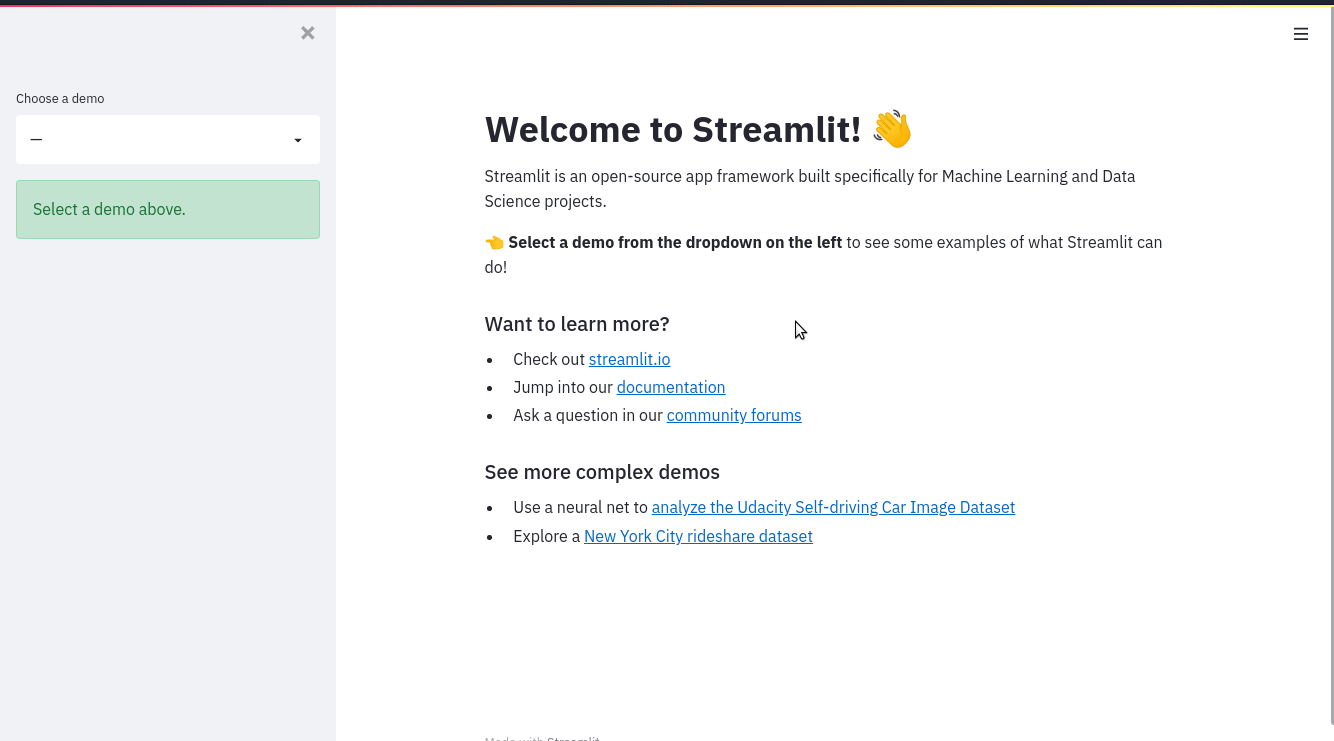 Choose a demo
—
Select a demo above.
Welcome to Streamlit! 👋
Streamlit is an open-source app framework built specifically for Machine Learning and Data
Science projects.
👈 Select a demo from the dropdown on the left to see some examples of what Streamlit can
do!
Want to learn more?
• Check out streamlit.io
• Jump into our documentation
• Ask a question in our community forums
See more complex demos
• Use a neural net to analyze the Udacity Self-driving Car Image Dataset
• Explore a New York City rideshare dataset
Made with Streamlit